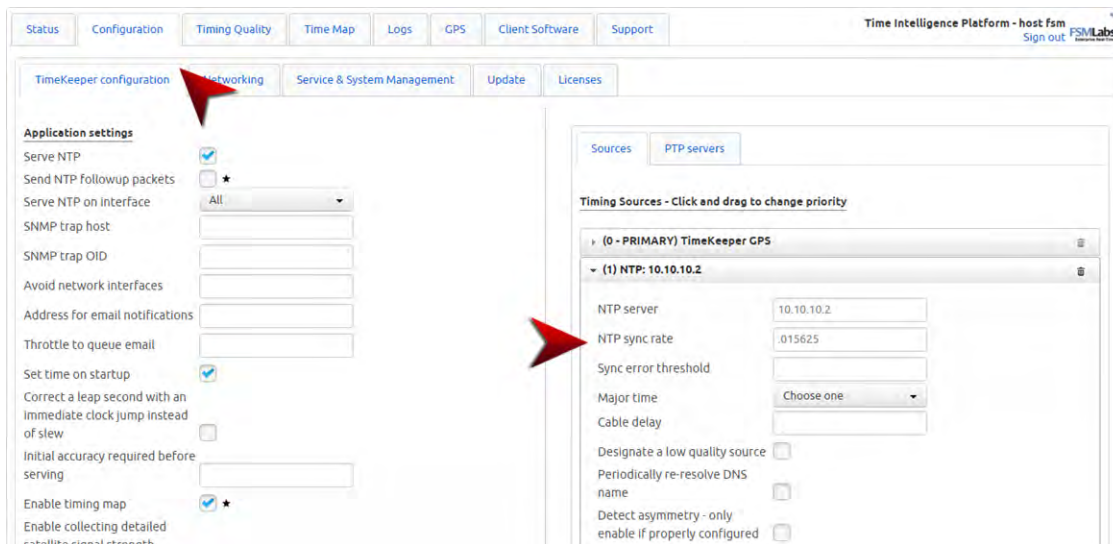 Status
Configuration
Timing Quality
Time Map
Logs
GPS
Client Software
Support
Time Intelligence Platform - host fsm
Sign out
FSMLabs
TimeKeeper configuration
Networking
Service & System Management
Update
Licenses
Application settings
Serve NTP
Send NTP followup packets ★
Serve NTP on interface All
SNMP trap host
SNMP trap OID
Avoid network interfaces
Address for email notifications
Throttle to queue email
Set time on startup
Correct a leap second with an
immediate clock jump instead
of slew
Initial accuracy required before
serving
Enable timing map ★
Enable collecting detailed
satellite signal strength
Sources
PTP servers
Timing Sources - Click and drag to change priority
(0 - PRIMARY) TimeKeeper GPS
(1) NTP: 10.10.10.2
NTP server 10.10.10.2
NTP sync rate .015625
Sync error threshold
Major time Choose one
Cable delay
Designate a low quality source
Periodically re-resolve DNS
name
Detect asymmetry - only
enable if properly configured